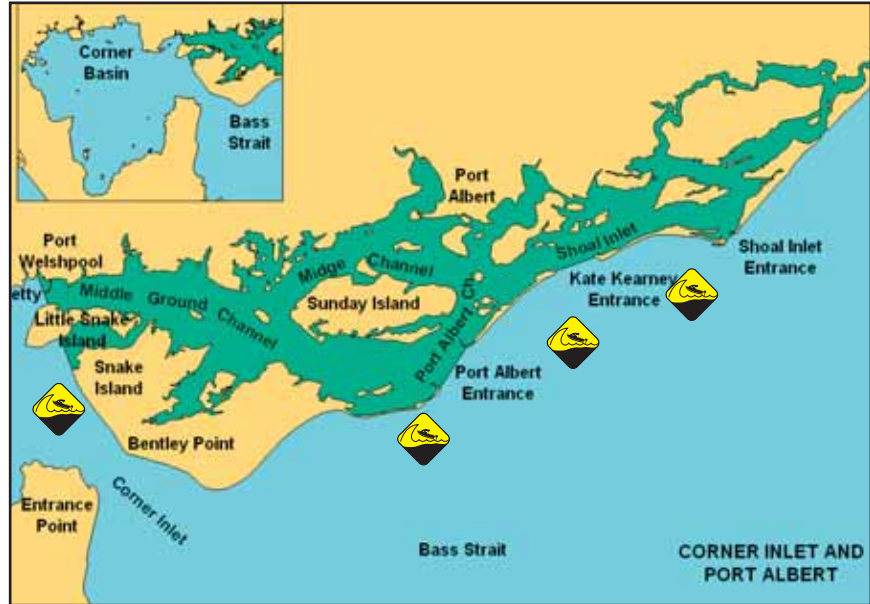 Corner
Basin
Bass
Strait
Port
Albert
Port
Welshpool
Midge Channel
Shoal Inlet
Shoal Inlet
Entrance
Kate Kearney
Entrance
etty
Middle Ground Channel
Sunday Island
Little Snake
Island
Port Albert Ch.
Snake
Island
Port Albert
Entrance
Bentley Point
Entrance
Point
Corner Inlet
Bass Strait
CORNER INLET AND
PORT ALBERT